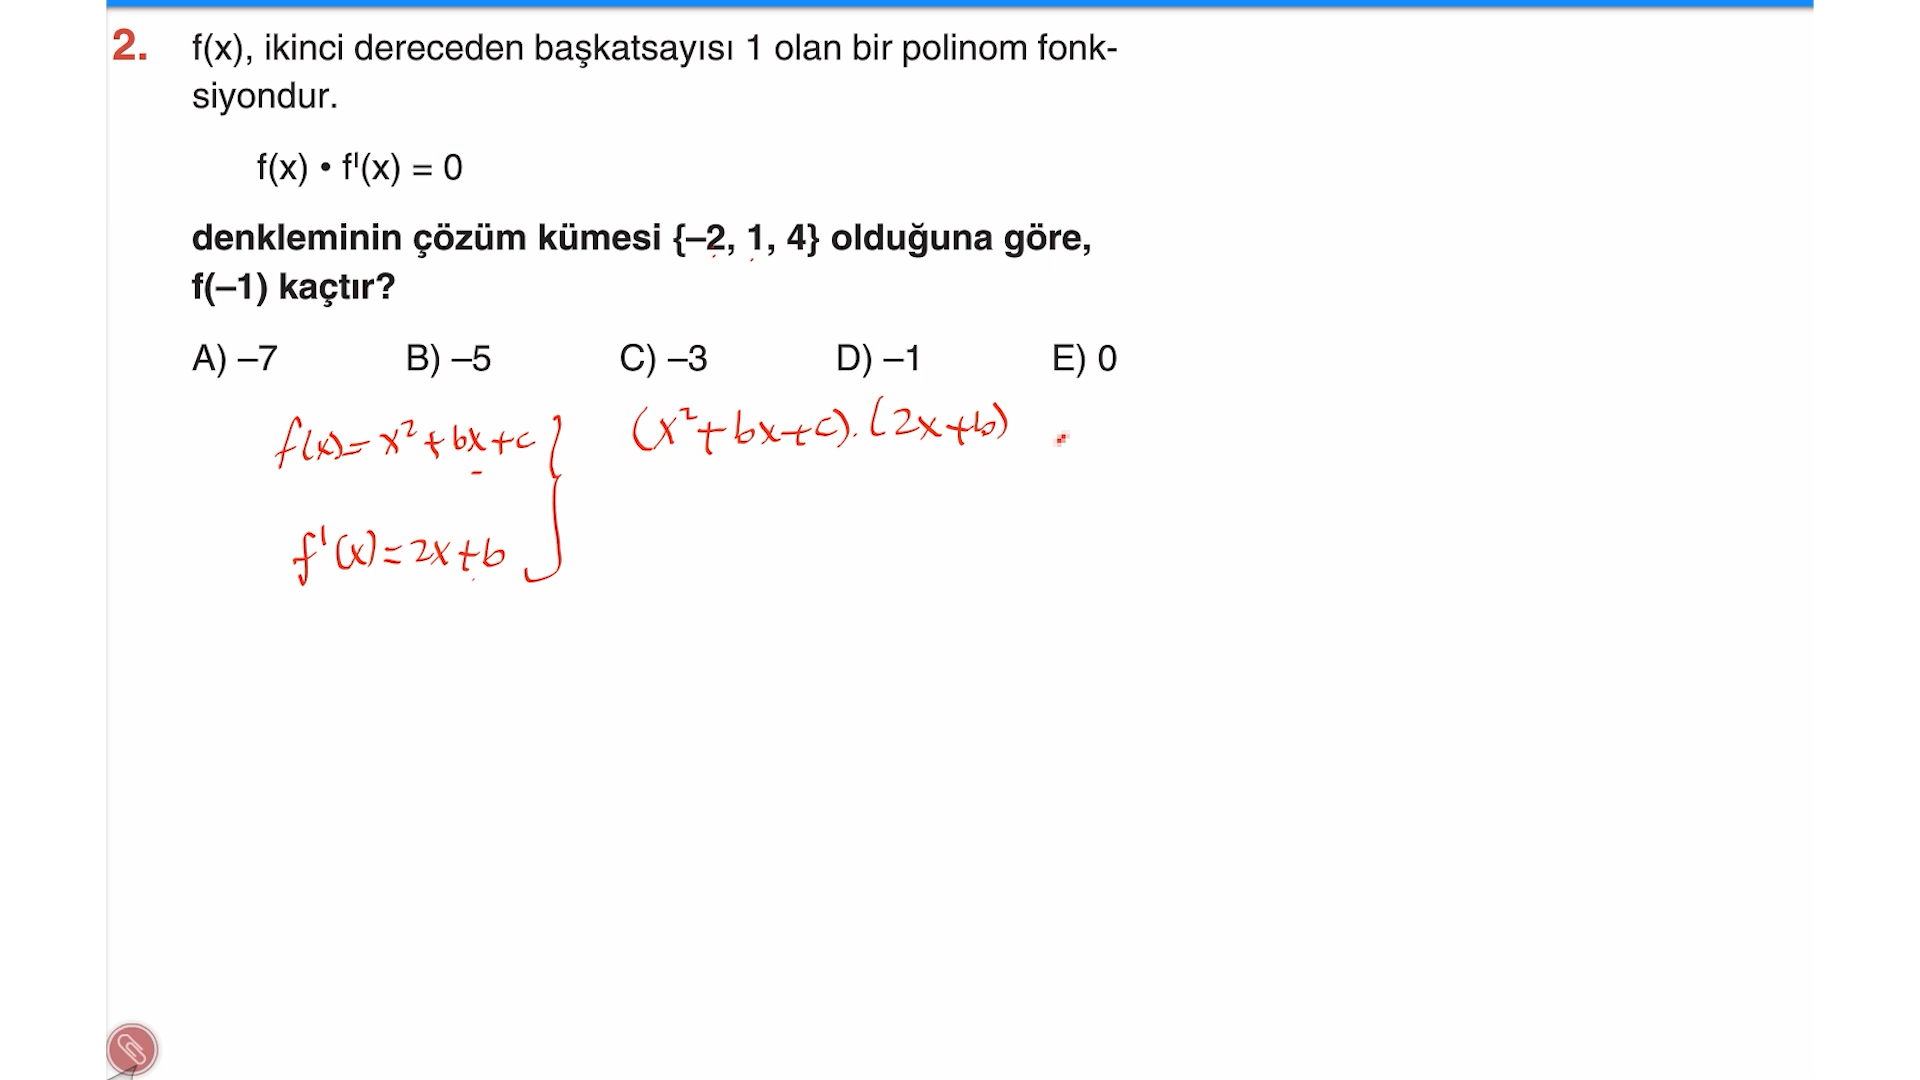 2. f(x), ikinci dereceden başkatsayısı 1 olan bir polinom fonk-
siyondur.
f(x) • f'(x) = 0
denkleminin çözüm kümesi {–2, 1, 4} olduğuna göre,
f(–1) kaçtır?
A) –7 B) –5 C) –3 D) –1 E) 0
f(x)=x²+bx+c (x²+bx+c).(2x+b)
f'(x)=2x+b